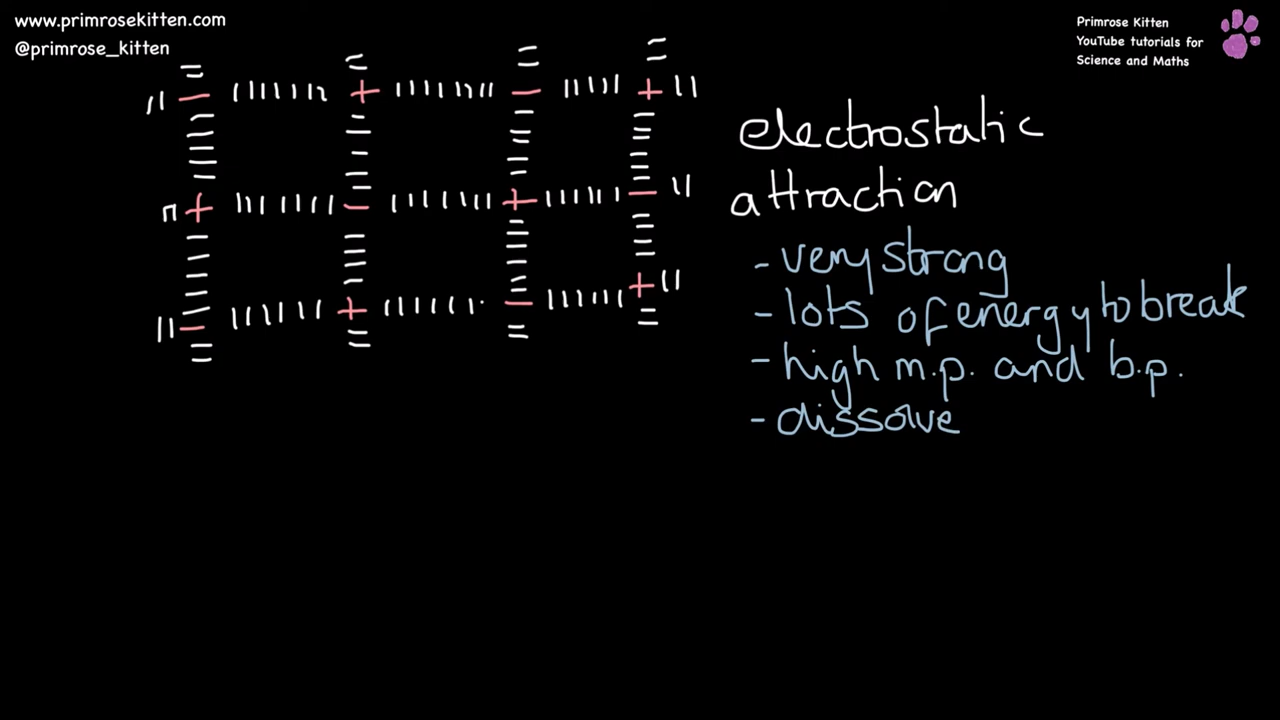 www.primrosekitten.com
@primrose_kitten
Primrose Kitten
YouTube tutorials for
Science and Maths
electrostatic
attraction
- very strong
- lots of energy to break
- high m.p. and b.p.
- dissolve